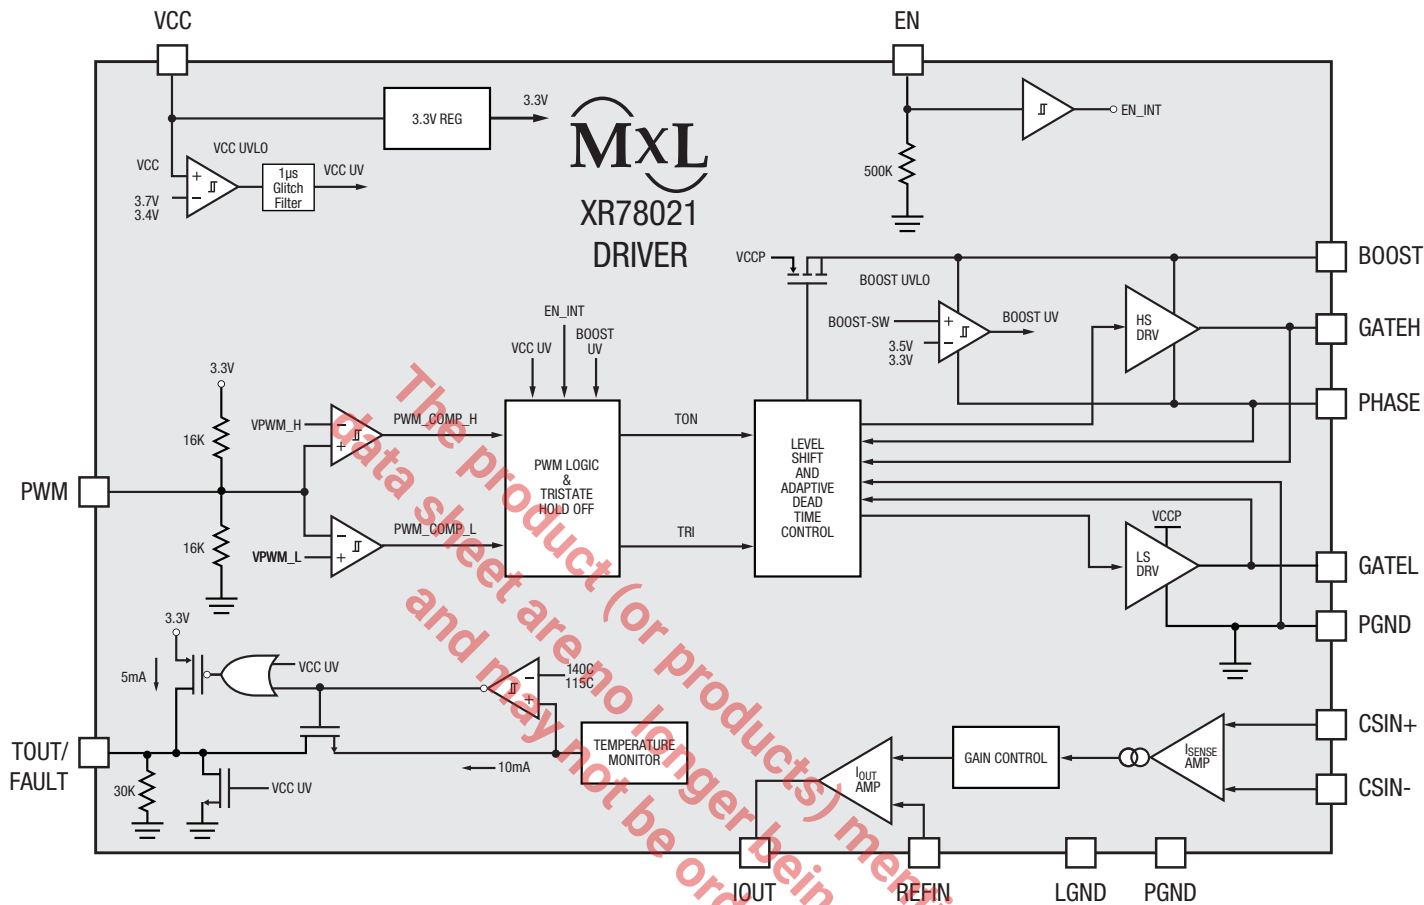 VCC
EN
3.3V REG
3.3V
MXL
XR78021
DRIVER
EN_INT
500K
VCC UVLO
VCC
+
-
3.7V
3.4V
1µs
Glitch
Filter
VCC UV
VCCP
BOOST
BOOST UVLO
BOOST-SW
+
-
3.5V
3.3V
BOOST UV
HS
DRV
GATEH
PHASE
EN_INT
VCC UV
BOOST
UV
3.3V
16K
16K
PWM
VPWM_H
-
+
PWM_COMP_H
VPWM_L
-
+
PWM_COMP_L
PWM LOGIC
&
TRISTATE
HOLD OFF
TON
TRI
LEVEL
SHIFT
AND
ADAPTIVE
DEAD
TIME
CONTROL
VCCP
LS
DRV
GATEL
PGND
3.3V
5mA
VCC UV
140C
115C
-
+
TEMPERATURE
MONITOR
10mA
TOUT/
FAULT
30K
VCC UV
IOUT
AMP
GAIN CONTROL
ISENSE
AMP
CSIN+
CSIN-
IOUT
REFIN
LGND
PGND
The product (or products) menti
data sheet are no longer bein
and may not be ord